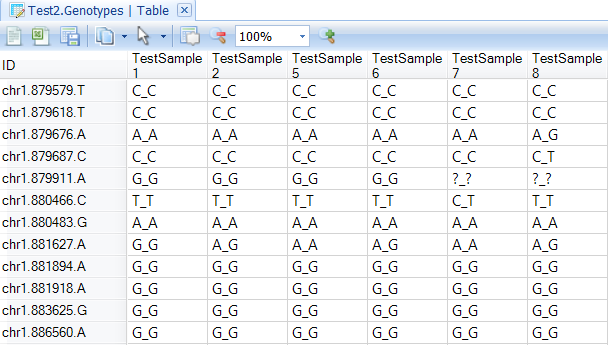 Test2.Genotypes | Table
100%
ID TestSample 1 TestSample 2 TestSample 5 TestSample 6 TestSample 7 TestSample 8
chr1.879579.T C_C C_C C_C C_C C_C C_C
chr1.879618.T C_C C_C C_C C_C C_C C_C
chr1.879676.A A_A A_A A_A A_A A_A A_G
chr1.879687.C C_C C_C C_C C_C C_C C_T
chr1.879911.A G_G G_G G_G G_G ?_? ?_?
chr1.880466.C T_T T_T T_T T_T C_T T_T
chr1.880483.G A_A A_A A_A A_A A_A A_A
chr1.881627.A G_G A_G A_A A_G A_A A_G
chr1.881894.A G_G G_G G_G G_G G_G G_G
chr1.881918.A G_G G_G G_G G_G G_G G_G
chr1.883625.G G_G G_G G_G G_G G_G G_G
chr1.886560.A G_G G_G G_G G_G G_G G_G